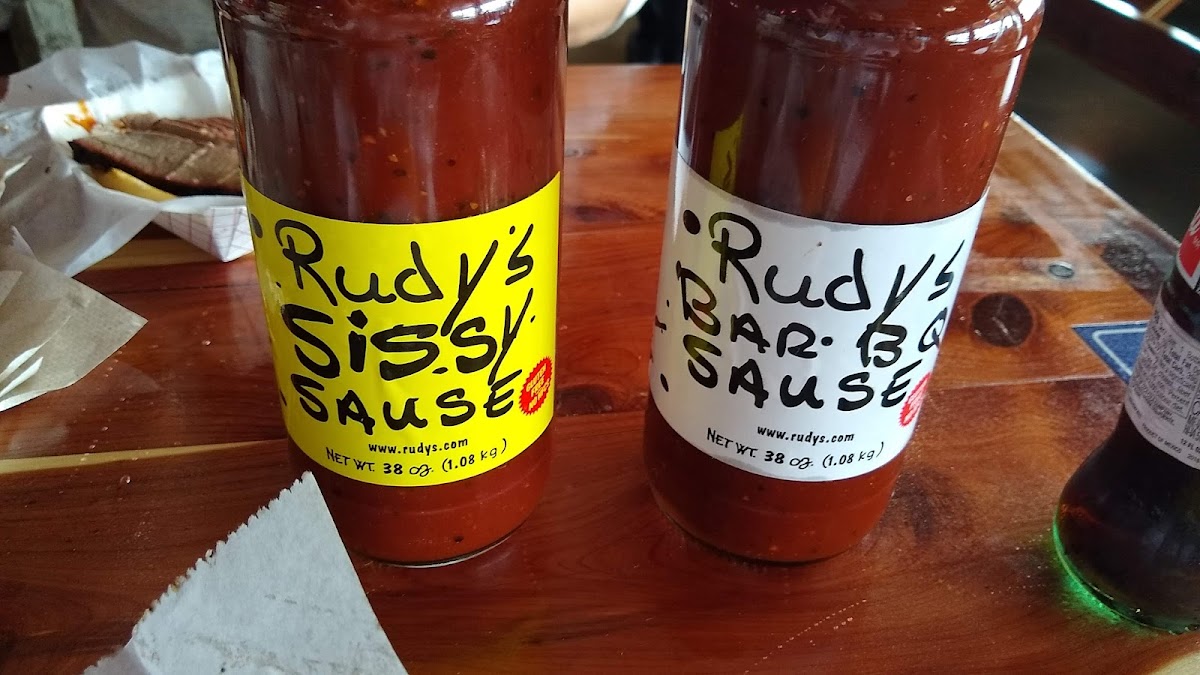 Rudy's
Sissy
SAUSE
www.rudys.com
NET WT. 38 oz. (1.08 kg)
Rudy's
BAR-BQ
SAUSE
www.rudys.com
NET WT. 38 oz. (1.08 kg)